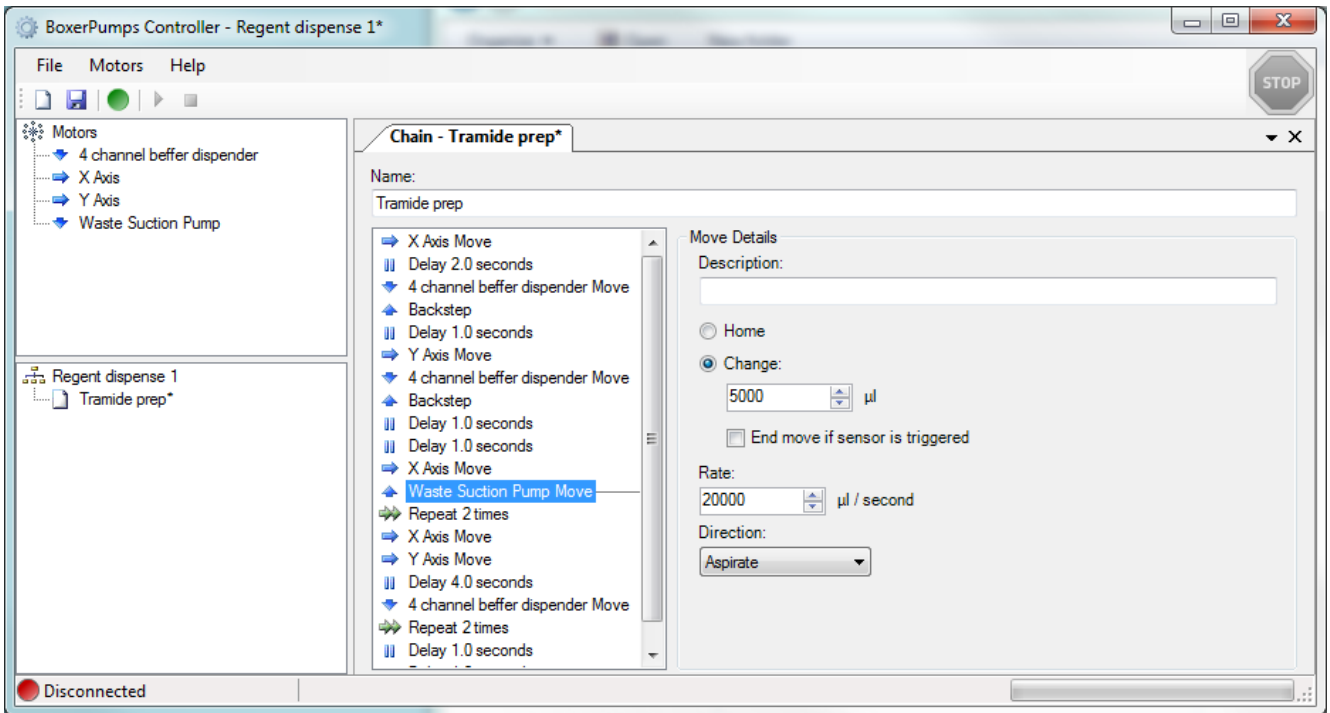 BoxerPumps Controller - Regent dispense 1*
File Motors Help
STOP
Motors
4 channel beffer dispender
X Axis
Y Axis
Waste Suction Pump
Regent dispense 1
Tramide prep*
Chain - Tramide prep*
Name:
Tramide prep
X Axis Move
Delay 2.0 seconds
4 channel beffer dispender Move
Backstep
Delay 1.0 seconds
Y Axis Move
4 channel beffer dispender Move
Backstep
Delay 1.0 seconds
Delay 1.0 seconds
X Axis Move
Waste Suction Pump Move
Repeat 2 times
X Axis Move
Y Axis Move
Delay 4.0 seconds
4 channel beffer dispender Move
Repeat 2 times
Delay 1.0 seconds
Move Details
Description:
Home
Change:
5000 µl
End move if sensor is triggered
Rate:
20000 µl / second
Direction:
Aspirate
Disconnected